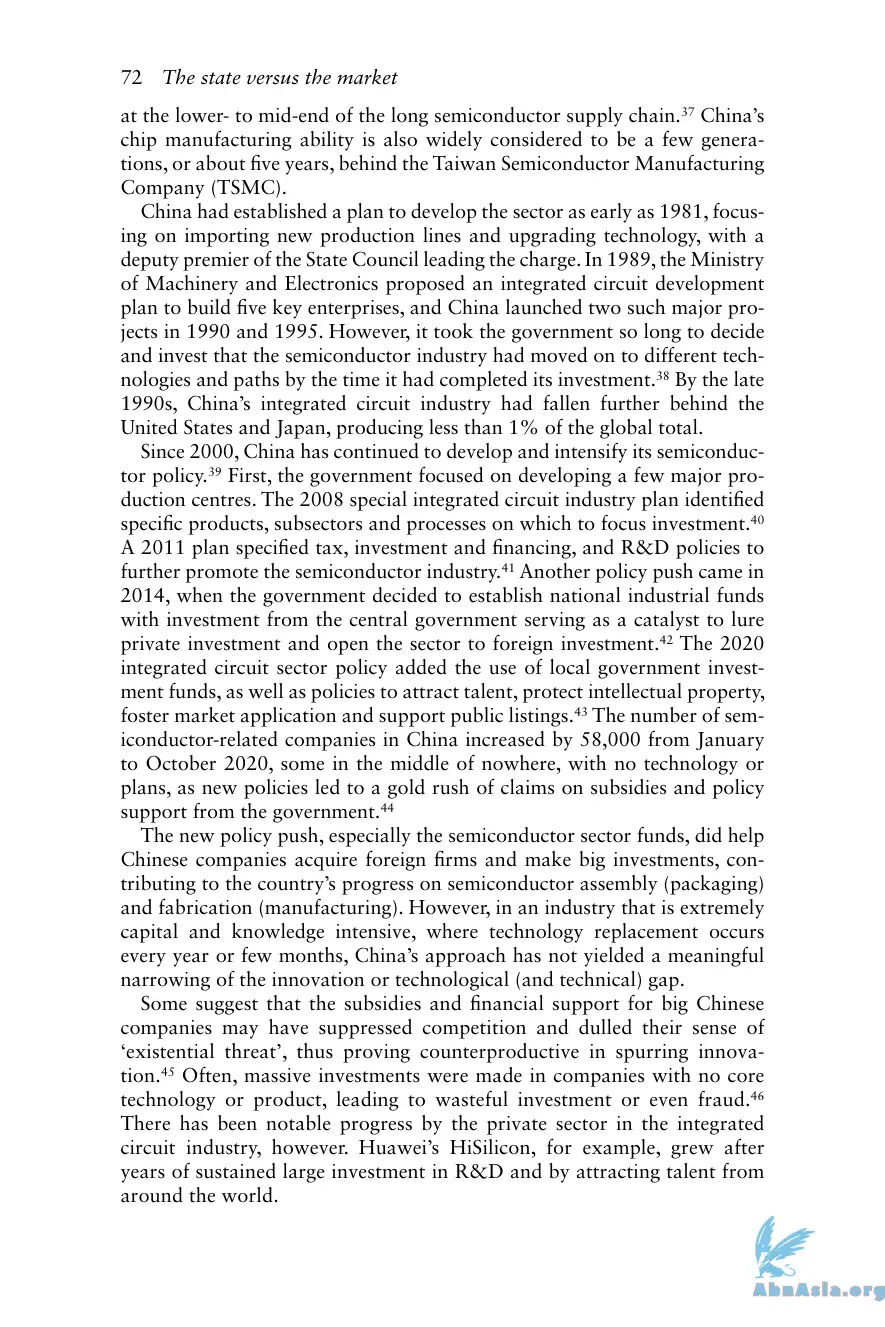 72 The state versus the market
at the lower- to mid-end of the long semiconductor supply chain.³⁷ China’s
chip manufacturing ability is also widely considered to be a few genera-
tions, or about five years, behind the Taiwan Semiconductor Manufacturing
Company (TSMC).
China had established a plan to develop the sector as early as 1981, focus-
ing on importing new production lines and upgrading technology, with a
deputy premier of the State Council leading the charge. In 1989, the Ministry
of Machinery and Electronics proposed an integrated circuit development
plan to build five key enterprises, and China launched two such major pro-
jects in 1990 and 1995. However, it took the government so long to decide
and invest that the semiconductor industry had moved on to different tech-
nologies and paths by the time it had completed its investment.³⁸ By the late
1990s, China’s integrated circuit industry had fallen further behind the
United States and Japan, producing less than 1% of the global total.
Since 2000, China has continued to develop and intensify its semiconduc-
tor policy.³⁹ First, the government focused on developing a few major pro-
duction centres. The 2008 special integrated circuit industry plan identified
specific products, subsectors and processes on which to focus investment.⁴⁰
A 2011 plan specified tax, investment and financing, and R&D policies to
further promote the semiconductor industry.⁴¹ Another policy push came in
2014, when the government decided to establish national industrial funds
with investment from the central government serving as a catalyst to lure
private investment and open the sector to foreign investment.⁴² The 2020
integrated circuit sector policy added the use of local government invest-
ment funds, as well as policies to attract talent, protect intellectual property,
foster market application and support public listings.⁴³ The number of sem-
iconductor-related companies in China increased by 58,000 from January
to October 2020, some in the middle of nowhere, with no technology or
plans, as new policies led to a gold rush of claims on subsidies and policy
support from the government.⁴⁴
The new policy push, especially the semiconductor sector funds, did help
Chinese companies acquire foreign firms and make big investments, con-
tributing to the country’s progress on semiconductor assembly (packaging)
and fabrication (manufacturing). However, in an industry that is extremely
capital and knowledge intensive, where technology replacement occurs
every year or few months, China’s approach has not yielded a meaningful
narrowing of the innovation or technological (and technical) gap.
Some suggest that the subsidies and financial support for big Chinese
companies may have suppressed competition and dulled their sense of
‘existential threat’, thus proving counterproductive in spurring innova-
tion.⁴⁵ Often, massive investments were made in companies with no core
technology or product, leading to wasteful investment or even fraud.⁴⁶
There has been notable progress by the private sector in the integrated
circuit industry, however. Huawei’s HiSilicon, for example, grew after
years of sustained large investment in R&D and by attracting talent from
around the world.
AbnAsia.org